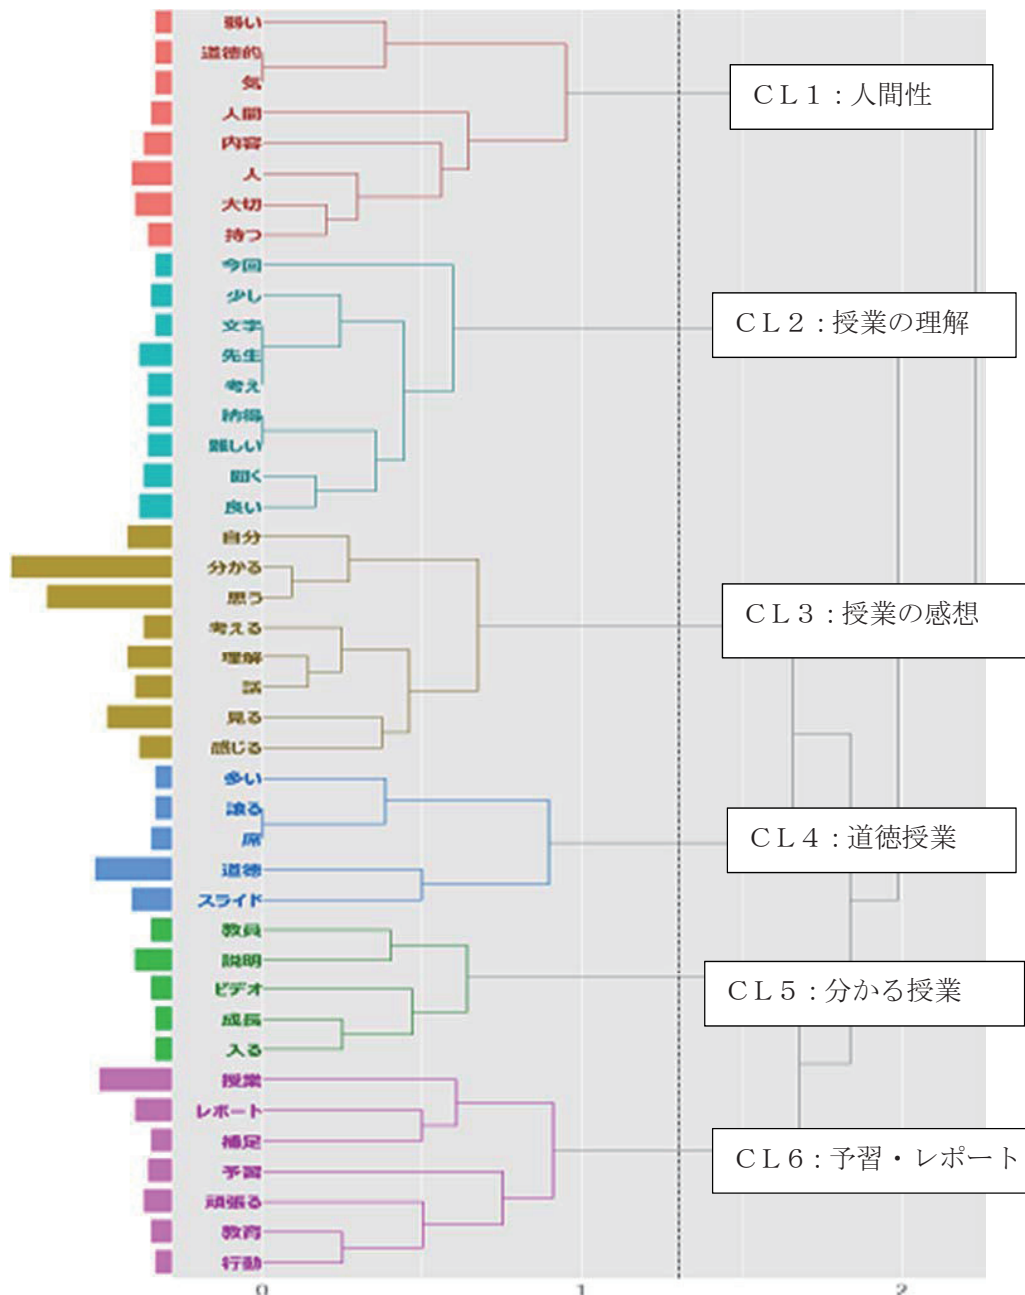 弱い
道徳的
気
人間
内容
人
大切
持つ
今回
少し
文字
先生
考え
納得
難しい
聞く
良い
自分
分かる
思う
考える
理解
話
見る
感じる
多い
譲る
席
道徳
スライド
教員
説明
ビデオ
成長
入る
授業
レポート
補足
予習
頑張る
教育
行動
0 1 2
ＣＬ１：人間性
ＣＬ２：授業の理解
ＣＬ３：授業の感想
ＣＬ４：道徳授業
ＣＬ５：分かる授業
ＣＬ６：予習・レポート